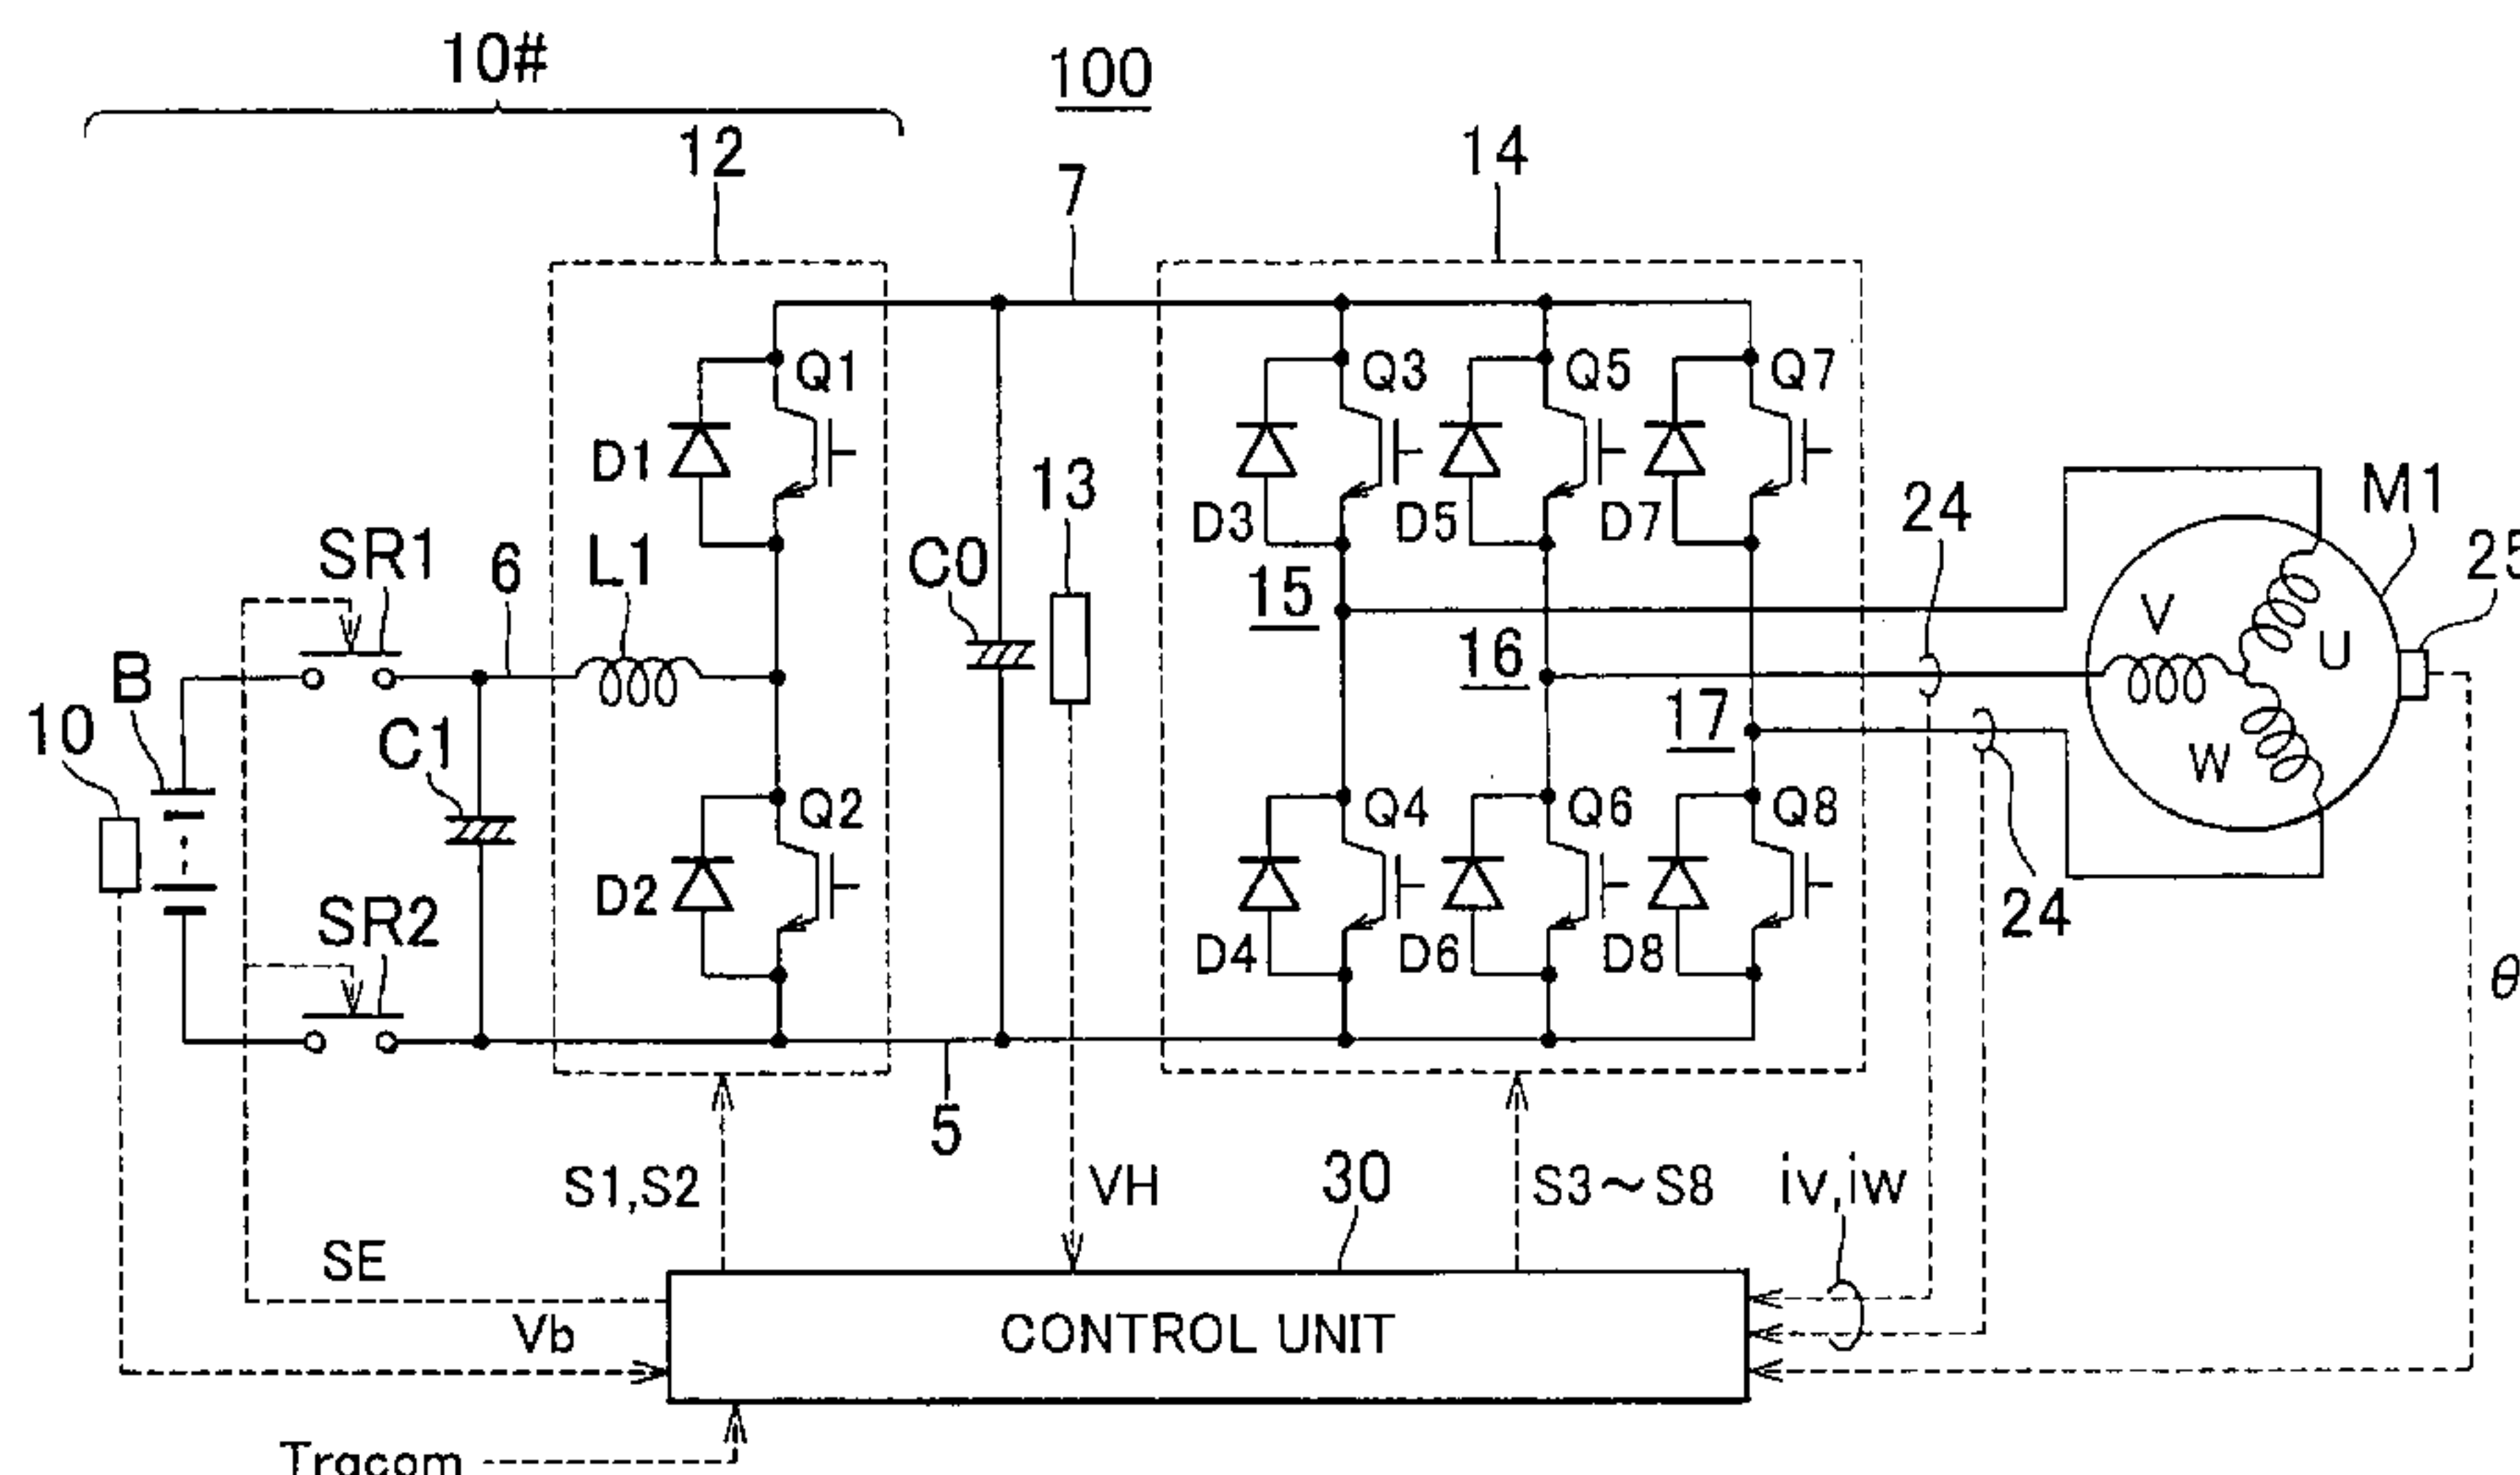 10#
100
12
14
7
Q1
Q3
Q5
Q7
D1
13
24
M1
D3
D5
D7
SR1
6
L1
C0
25
15
V
U
16
B
17
10
C1
W
Q2
Q4
Q6
Q8
D2
SR2
24
D4
D6
D8
θ
5
S1,S2
VH
30
S3~S8
iv,iw
SE
Vb
CONTROL UNIT
Trqcom